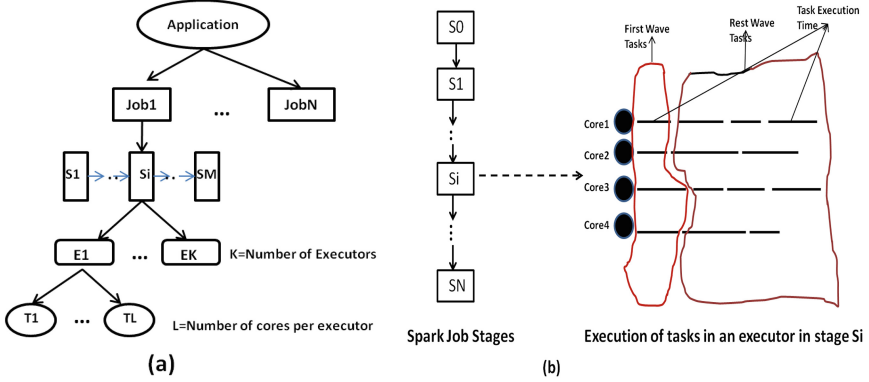 Application
Job1
...
JobN
S1
..
Si
..
SM
E1
...
EK
K=Number of Executors
T1
...
TL
L=Number of cores per executor
(a)
S0
S1
Si
SN
Spark Job Stages
(b)
First Wave
Tasks
Rest Wave
Tasks
Task Execution
Time
Core1
Core2
Core3
Core4
Execution of tasks in an executor in stage Si